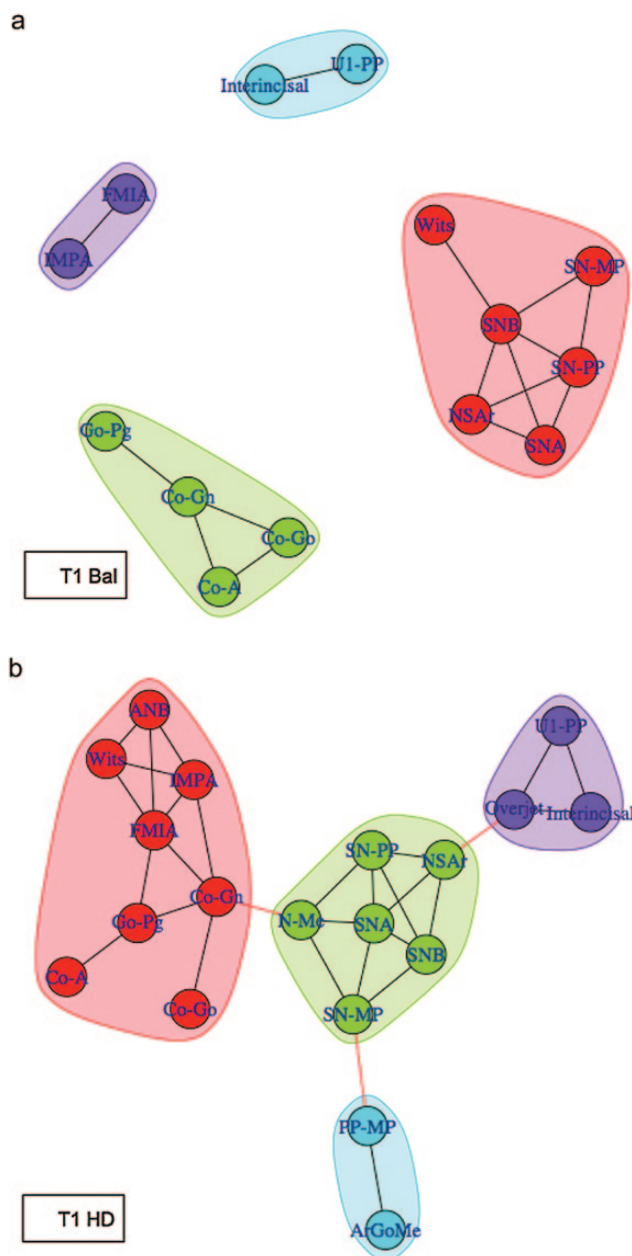 a
U1-PP
Interincisal
FMIA
IMPA
Wits
SN-MP
SNB
SN-PP
NSAr
SNA
Go-Pg
Co-Gn
Co-Go
Co-A
T1 Bal
b
ANB
Wits
IMPA
FMIA
Co-Gn
Go-Pg
Co-A
Co-Go
U1-PP
Overjet
Interincisal
SN-PP
NSAr
N-Me
SNA
SNB
SN-MP
PP-MP
ArGoMe
T1 HD